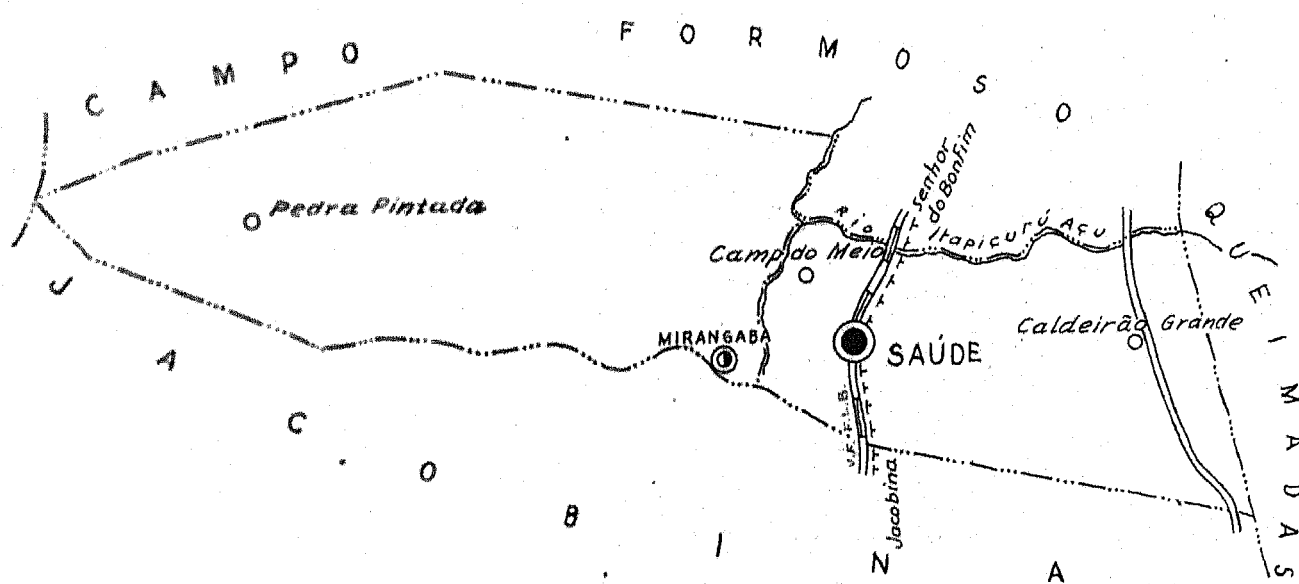 CAMPO FORMOSO
Senhor
do Bonfim
Pedra Pintada
Rio Itapicurú Açu
QUEIMADAS
Camp do Meio
Caldeirão Grande
MIRANGABA
SAÚDE
V.F.F.L.B.
Jacobina
JACOBINA